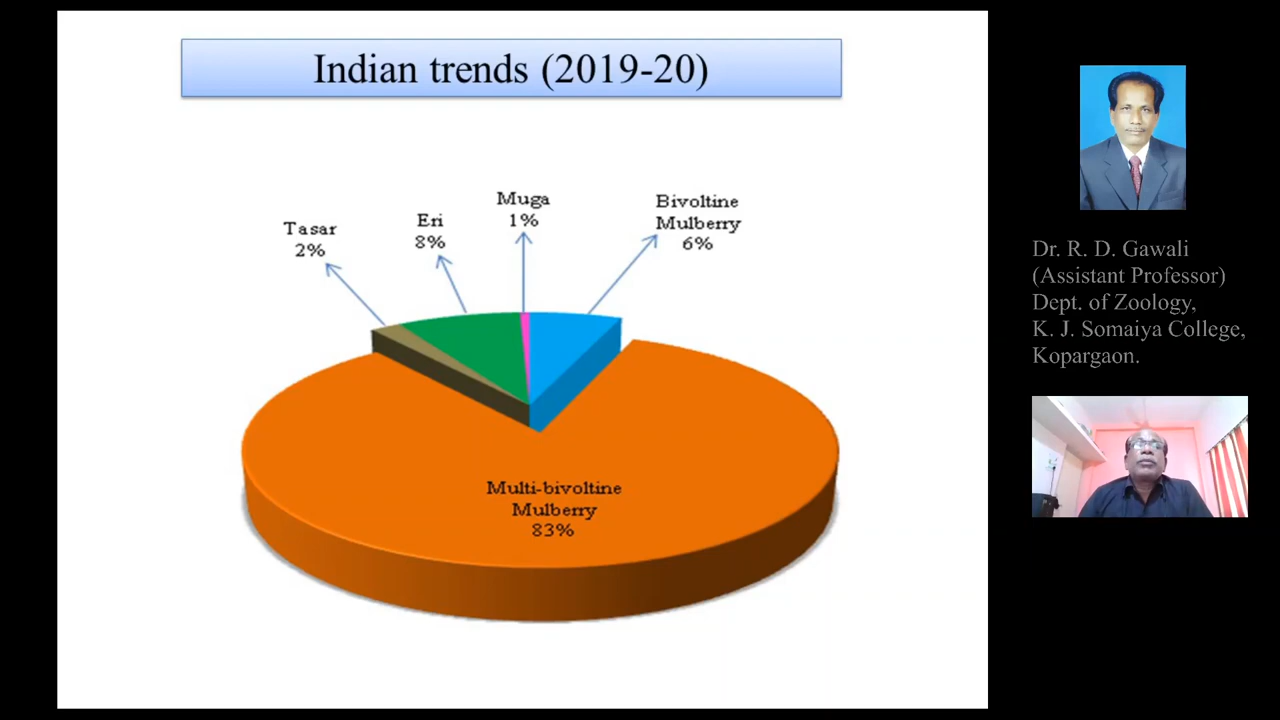 Indian trends (2019-20)
Muga
1%
Bivoltine
Mulberry
6%
Eri
8%
Tasar
2%
Multi-bivoltine
Mulberry
83%
Dr. R. D. Gawali
(Assistant Professor)
Dept. of Zoology,
K. J. Somaiya College,
Kopargaon.